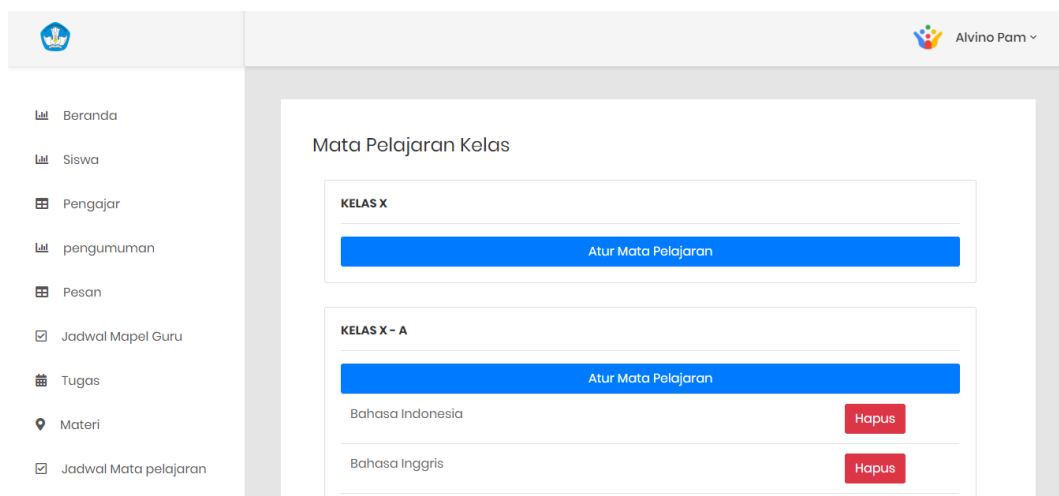 Alvino Pam
Beranda
Siswa
Pengajar
pengumuman
Pesan
Jadwal Mapel Guru
Tugas
Materi
Jadwal Mata pelajaran
Mata Pelajaran Kelas
KELAS X
Atur Mata Pelajaran
KELAS X - A
Atur Mata Pelajaran
Bahasa Indonesia Hapus
Bahasa Inggris Hapus